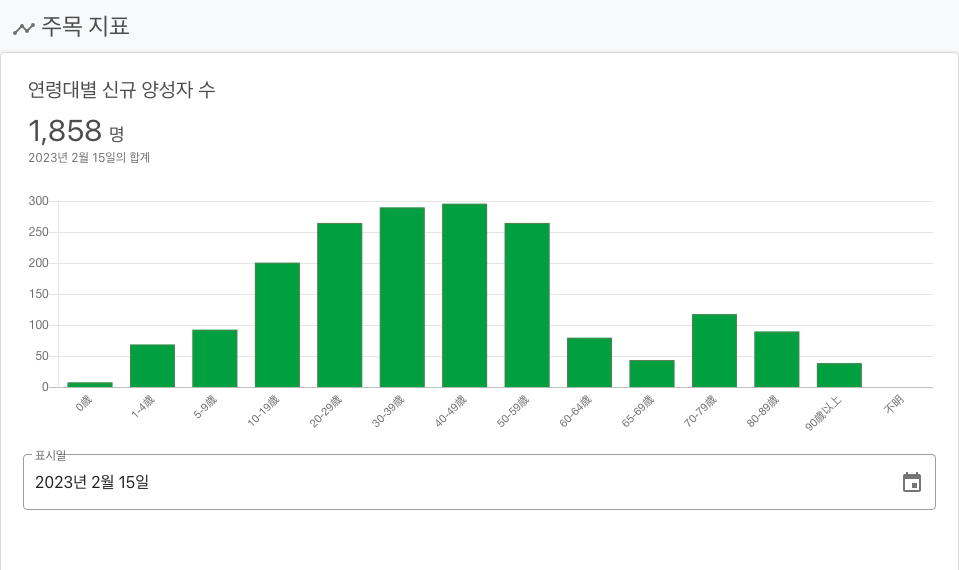 주목 지표
연령대별 신규 양성자 수
1,858 명
2023년 2월 15일의 합계
300
250
200
150
100
50
0
0歳
1-4歳
5-9歳
10-19歳
20-29歳
30-39歳
40-49歳
50-59歳
60-64歳
65-69歳
70-79歳
80-89歳
90歳以上
不明
표시일
2023년 2월 15일